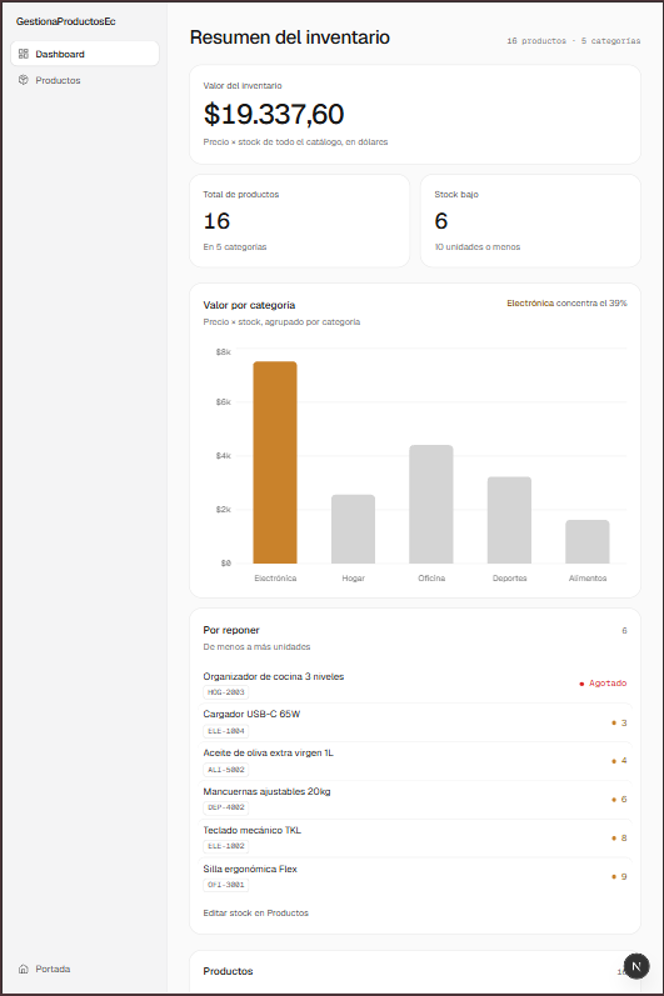 GestionaProductosEc
Dashboard
Productos
Resumen del inventario
16 productos · 5 categorías
Valor del inventario
$19.337,60
Precio × stock de todo el catálogo, en dólares
Total de productos
16
En 5 categorías
Stock bajo
6
10 unidades o menos
Valor por categoría
Electrónica concentra el 39%
Precio × stock, agrupado por categoría
$8k
$6k
$4k
$2k
$0
Electrónica
Hogar
Oficina
Deportes
Alimentos
Por reponer
6
De menos a más unidades
Organizador de cocina 3 niveles
HOG-2003
Agotado
Cargador USB-C 65W
ELE-1004
3
Aceite de oliva extra virgen 1L
ALI-5002
4
Mancuernas ajustables 20kg
DEP-4002
6
Teclado mecánico TKL
ELE-1002
8
Silla ergonómica Flex
OFI-3001
9
Editar stock en Productos
Productos
N
Portada